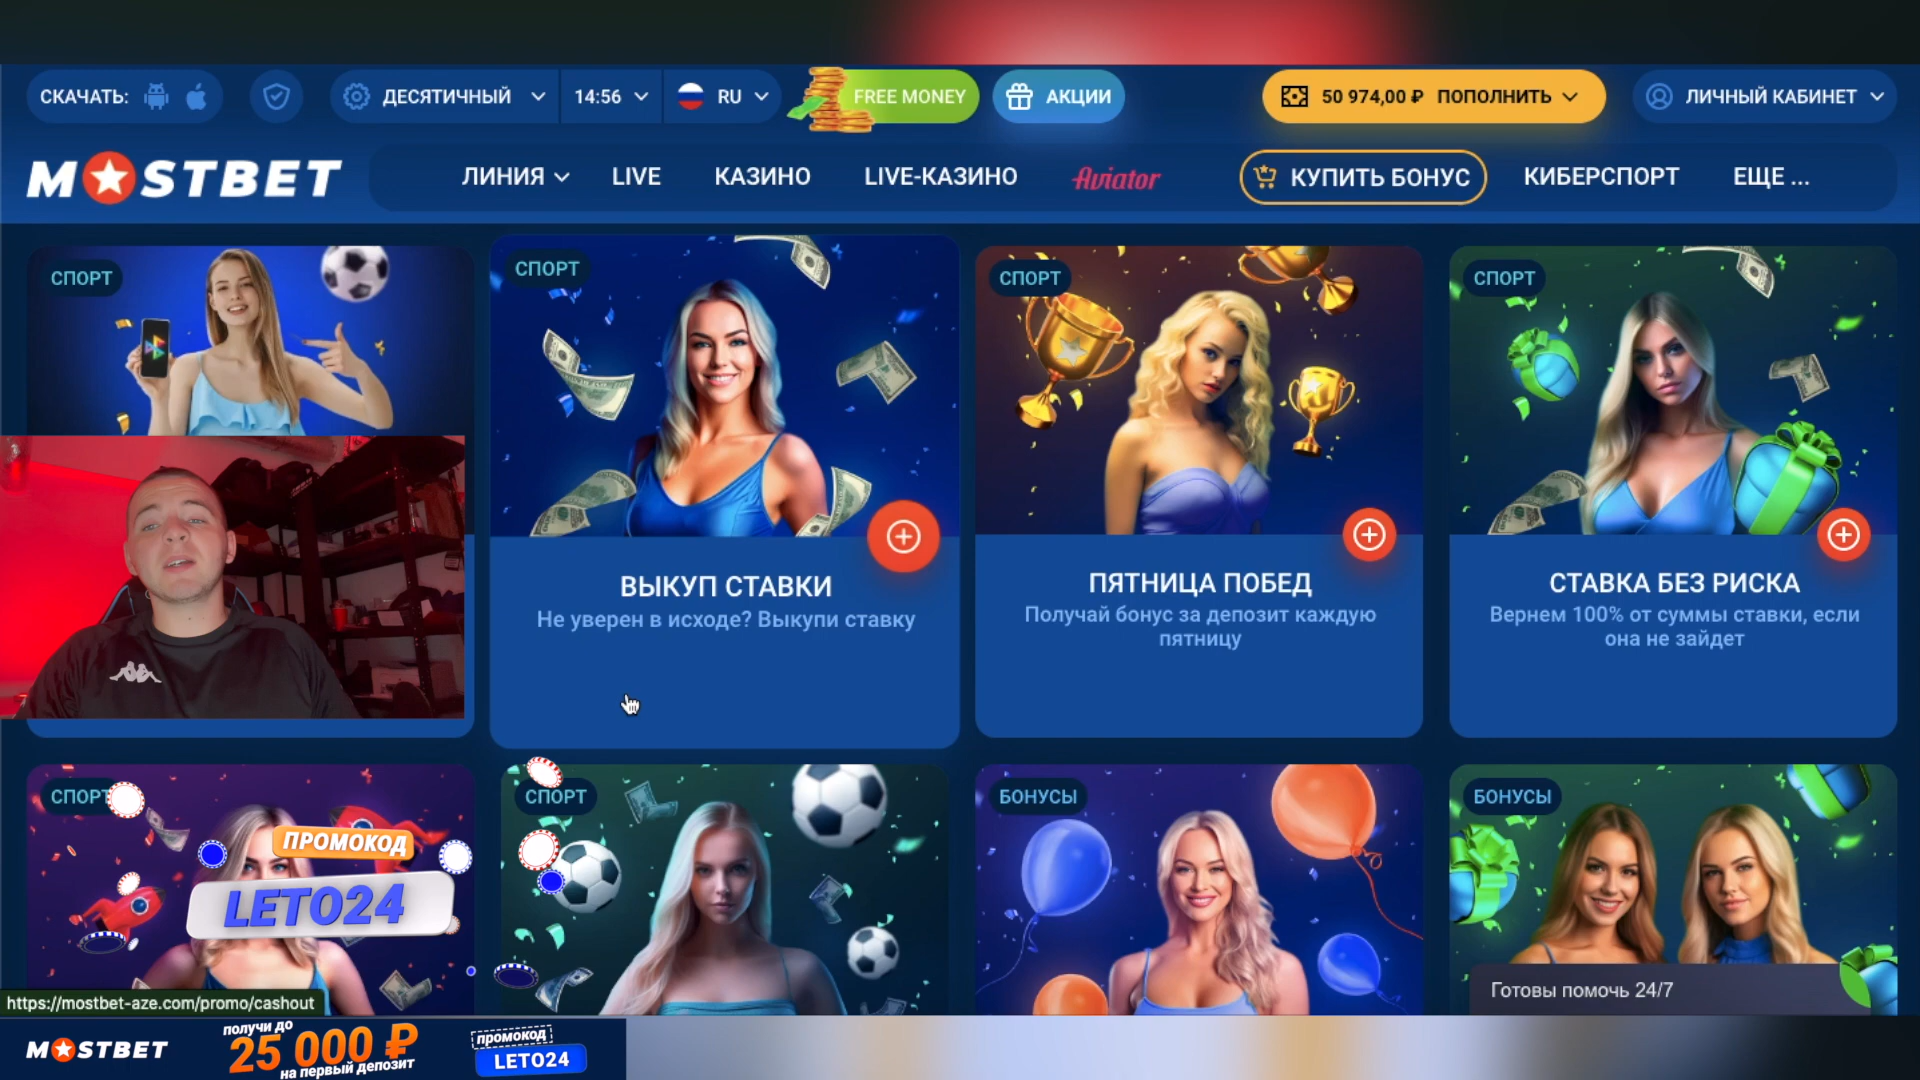 СКАЧАТЬ:
ДЕСЯТИЧНЫЙ
14:56
RU
FREE MONEY
АКЦИИ
50 974,00 ₽ ПОПОЛНИТЬ
ЛИЧНЫЙ КАБИНЕТ
MOSTBET
ЛИНИЯ
LIVE
КАЗИНО
LIVE-КАЗИНО
Aviator
КУПИТЬ БОНУС
КИБЕРСПОРТ
ЕЩЕ ...
СПОРТ
СПОРТ
СПОРТ
СПОРТ
ВЫКУП СТАВКИ
Не уверен в исходе? Выкупи ставку
ПЯТНИЦА ПОБЕД
Получай бонус за депозит каждую
пятницу
СТАВКА БЕЗ РИСКА
Вернем 100% от суммы ставки, если
она не зайдет
СПОРТ
СПОРТ
БОНУСЫ
БОНУСЫ
ПРОМОКОД
LETO24
Готовы помочь 24/7
https://mostbet-aze.com/promo/cashout
MOSTBET
получи до
25 000 ₽
на первый депозит
промокод
LETO24